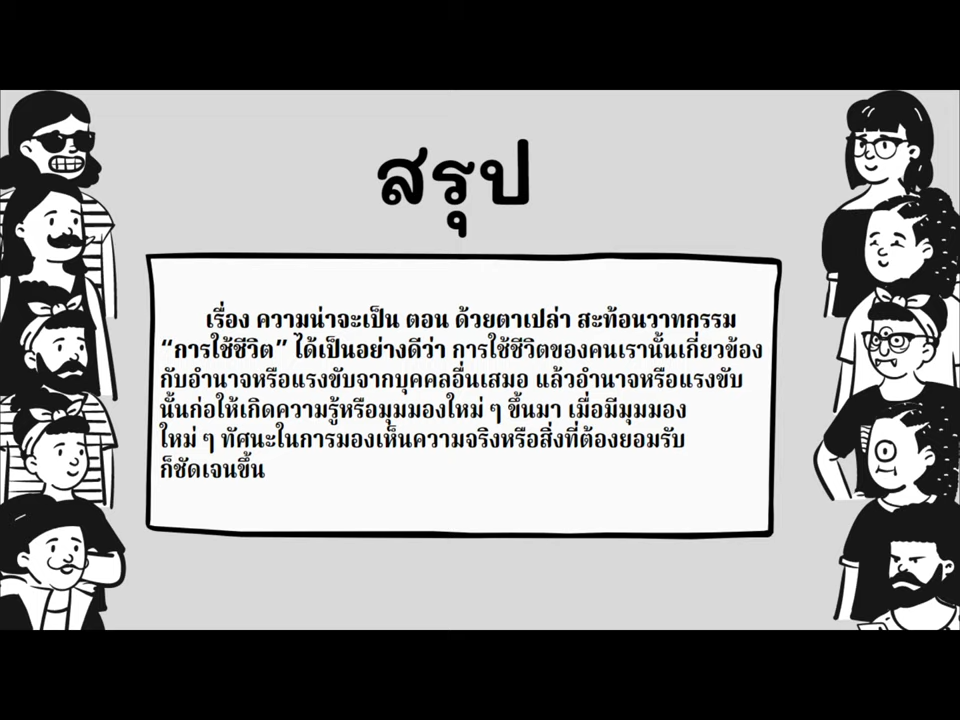 สรุป
เรื่อง ความน่าจะเป็น ตอน ด้วยตาเปล่า สะท้อนวาทกรรม
“การใช้ชีวิต” ได้เป็นอย่างดีว่า การใช้ชีวิตของคนเรานั้นเกี่ยวข้อง
กับอำนาจหรือแรงขับจากบุคคลอื่นเสมอ แล้วอำนาจหรือแรงขับ
นั้นก่อให้เกิดความรู้หรือมุมมองใหม่ ๆ ขึ้นมา เมื่อมีมุมมอง
ใหม่ ๆ ทัศนะในการมองเห็นความจริงหรือสิ่งที่ต้องยอมรับ
ก็ชัดเจนขึ้น